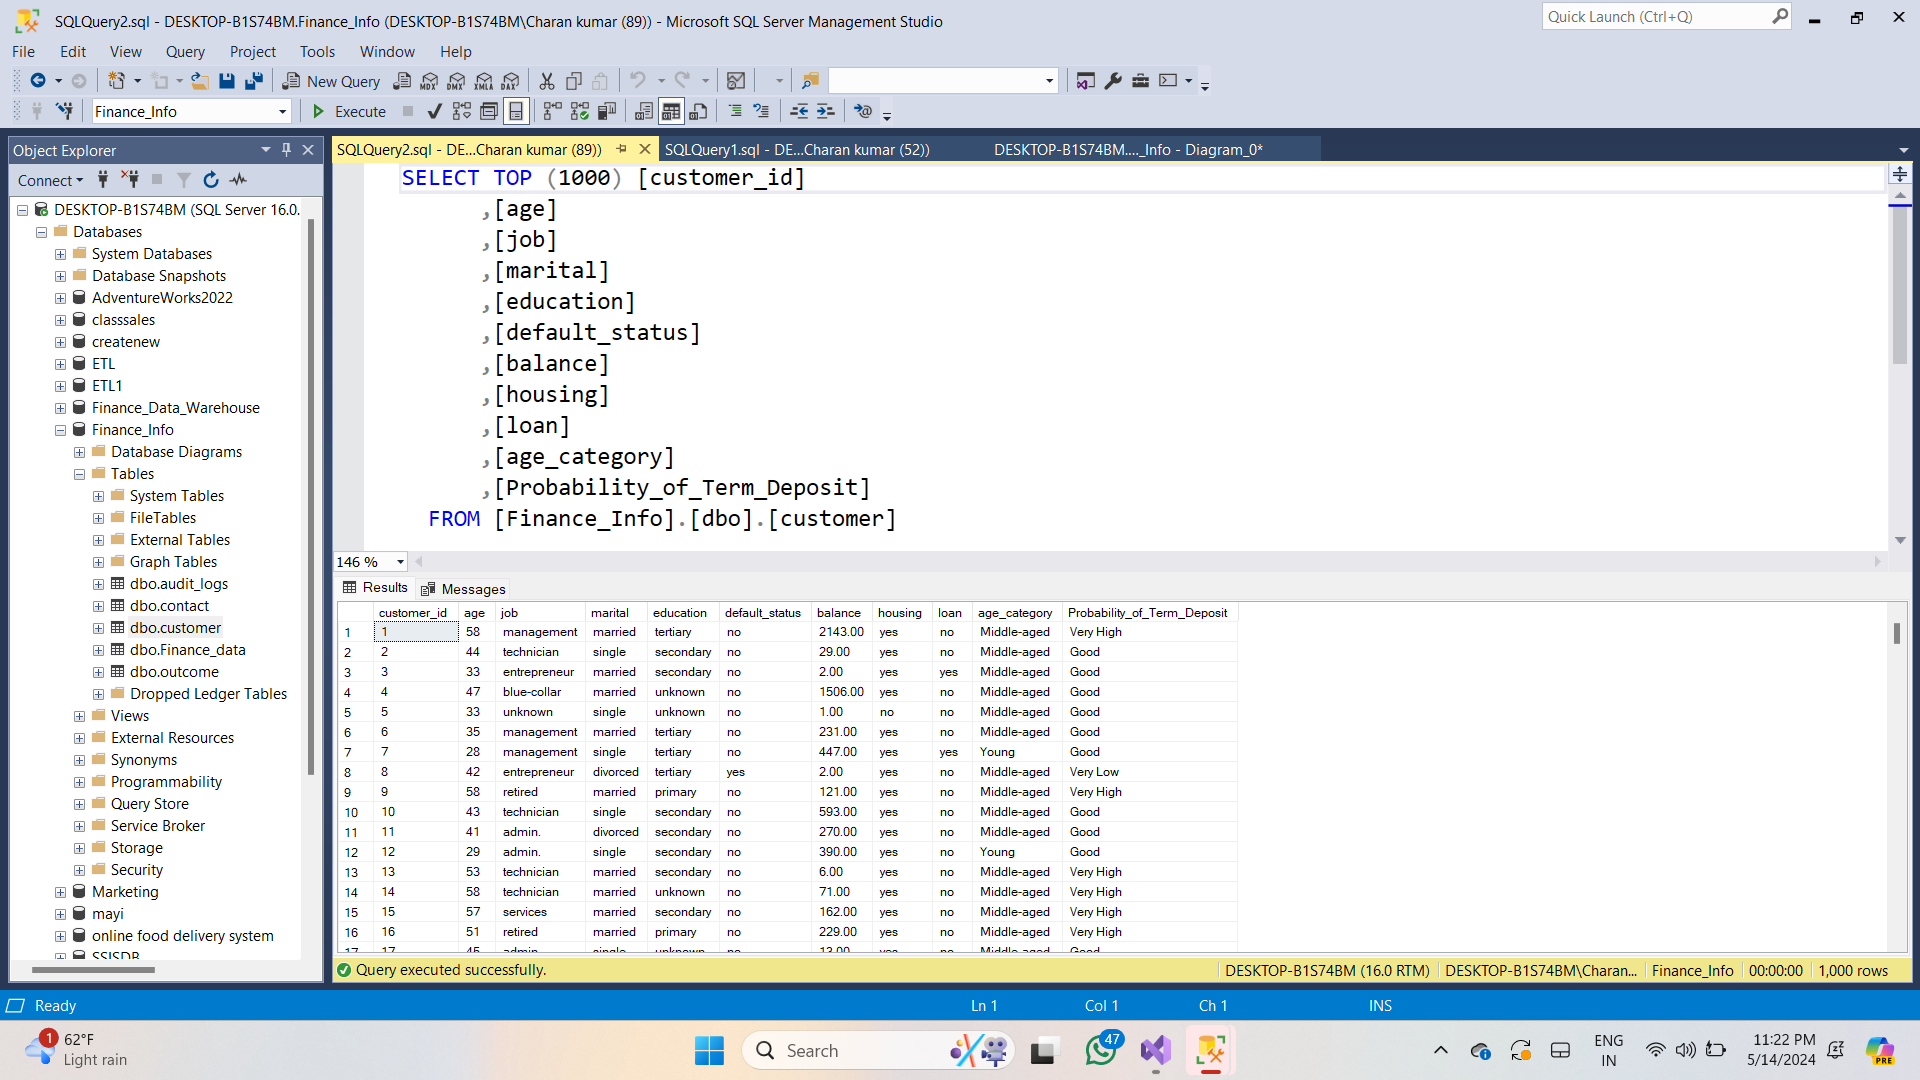 SQLQuery2.sql - DESKTOP-B1S74BM.Finance_Info (DESKTOP-B1S74BM\Charan kumar (89)) - Microsoft SQL Server Management Studio
Quick Launch (Ctrl+Q)
File Edit View Query Project Tools Window Help
New Query MDX DMX XMLA DAX
Finance_Info Execute
Object Explorer
Connect
DESKTOP-B1S74BM (SQL Server 16.0.
Databases
System Databases
Database Snapshots
AdventureWorks2022
classsales
createnew
ETL
ETL1
Finance_Data_Warehouse
Finance_Info
Database Diagrams
Tables
System Tables
FileTables
External Tables
Graph Tables
dbo.audit_logs
dbo.contact
dbo.customer
dbo.Finance_data
dbo.outcome
Dropped Ledger Tables
Views
External Resources
Synonyms
Programmability
Query Store
Service Broker
Storage
Security
Marketing
mayi
online food delivery system
SSISDB
SQLQuery2.sql - DE...Charan kumar (89)) SQLQuery1.sql - DE...Charan kumar (52)) DESKTOP-B1S74BM...._Info - Diagram_0*
SELECT TOP (1000) [customer_id]
,[age]
,[job]
,[marital]
,[education]
,[default_status]
,[balance]
,[housing]
,[loan]
,[age_category]
,[Probability_of_Term_Deposit]
FROM [Finance_Info].[dbo].[customer]
146 %
Results Messages
customer_id age job marital education default_status balance housing loan age_category Probability_of_Term_Deposit
1 1 58 management married tertiary no 2143.00 yes no Middle-aged Very High
2 2 44 technician single secondary no 29.00 yes no Middle-aged Good
3 3 33 entrepreneur married secondary no 2.00 yes yes Middle-aged Good
4 4 47 blue-collar married unknown no 1506.00 yes no Middle-aged Good
5 5 33 unknown single unknown no 1.00 no no Middle-aged Good
6 6 35 management married tertiary no 231.00 yes no Middle-aged Good
7 7 28 management single tertiary no 447.00 yes yes Young Good
8 8 42 entrepreneur divorced tertiary yes 2.00 yes no Middle-aged Very Low
9 9 58 retired married primary no 121.00 yes no Middle-aged Very High
10 10 43 technician single secondary no 593.00 yes no Middle-aged Good
11 11 41 admin. divorced secondary no 270.00 yes no Middle-aged Good
12 12 29 admin. single secondary no 390.00 yes no Young Good
13 13 53 technician married secondary no 6.00 yes no Middle-aged Very High
14 14 58 technician married unknown no 71.00 yes no Middle-aged Very High
15 15 57 services married secondary no 162.00 yes no Middle-aged Very High
16 16 51 retired married primary no 229.00 yes no Middle-aged Very High
17 17 45 admin. single unknown no 13.00 yes no Middle-aged Good
Query executed successfully. DESKTOP-B1S74BM (16.0 RTM) DESKTOP-B1S74BM\Charan... Finance_Info 00:00:00 1,000 rows
Ready Ln 1 Col 1 Ch 1 INS
1 62°F
Light rain
Search
47
ENG
IN
11:22 PM
5/14/2024
PRE